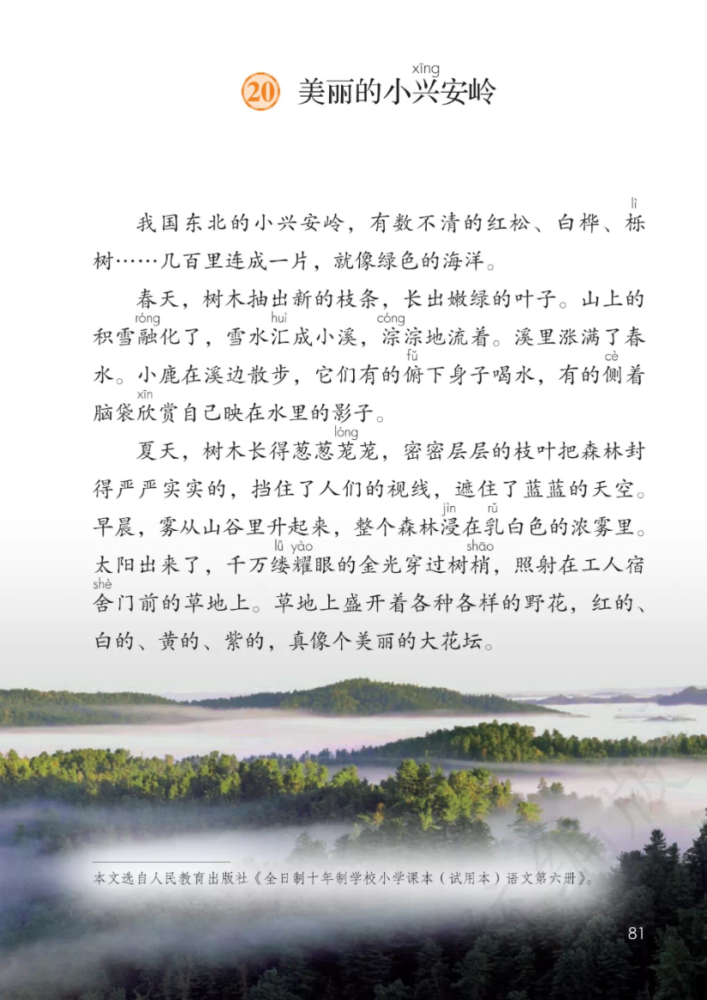 xīng
20 美丽的小兴安岭
lì
我国东北的小兴安岭，有数不清的红松、白桦、栎
树……几百里连成一片，就像绿色的海洋。
春天，树木抽出新的枝条，长出嫩绿的叶子。山上的
róng huì cóng
积雪融化了，雪水汇成小溪，淙淙地流着。溪里涨满了春
fǔ cè
水。小鹿在溪边散步，它们有的俯下身子喝水，有的侧着
xīn
脑袋欣赏自己映在水里的影子。
lóng
夏天，树木长得葱葱茏茏，密密层层的枝叶把森林封
得严严实实的，挡住了人们的视线，遮住了蓝蓝的天空。
jìn rǔ
早晨，雾从山谷里升起来，整个森林浸在乳白色的浓雾里。
lǚ yào shāo
太阳出来了，千万缕耀眼的金光穿过树梢，照射在工人宿
shè
舍门前的草地上。草地上盛开着各种各样的野花，红的、
白的、黄的、紫的，真像个美丽的大花坛。
本文选自人民教育出版社《全日制十年制学校小学课本（试用本）语文第六册》。
81